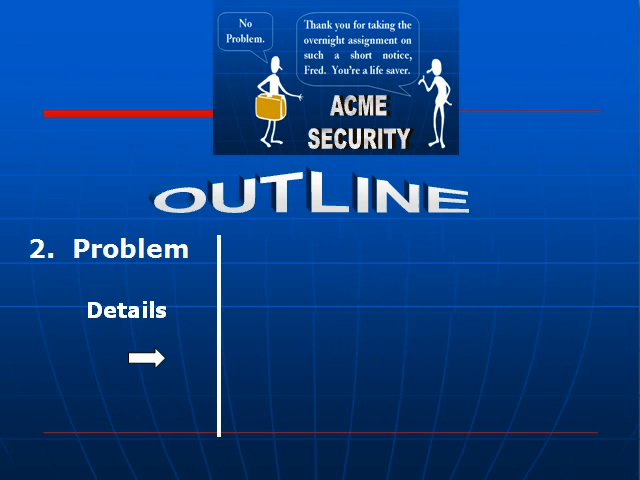 No
Problem.
Thank you for taking the
overnight assignment on
such a short notice,
Fred. You're a life saver.
ACME
SECURITY
OUTLINE
2. Problem
Details